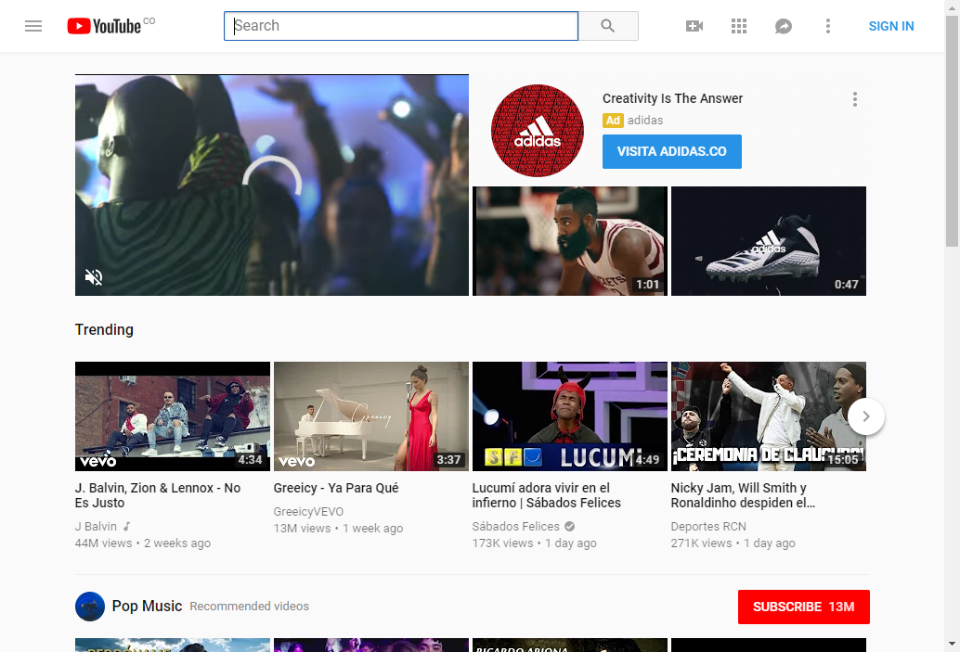 YouTube CO
Search
SIGN IN
adidas
Creativity Is The Answer
Ad adidas
VISITA ADIDAS.CO
adidas
1:01
0:47
Trending
vevo
4:34
Greeicy
vevo
3:37
SFJ LUCUMI
4:49
¡CEREMONIA DE CLAUSURA!
15:05
J. Balvin, Zion & Lennox - No
Es Justo
J Balvin
44M views • 2 weeks ago
Greeicy - Ya Para Qué
GreeicyVEVO
13M views • 1 week ago
Lucumí adora vivir en el
infierno | Sábados Felices
Sábados Felices
173K views • 1 day ago
Nicky Jam, Will Smith y
Ronaldinho despiden el...
Deportes RCN
271K views • 1 day ago
Pop Music Recommended videos
SUBSCRIBE 13M